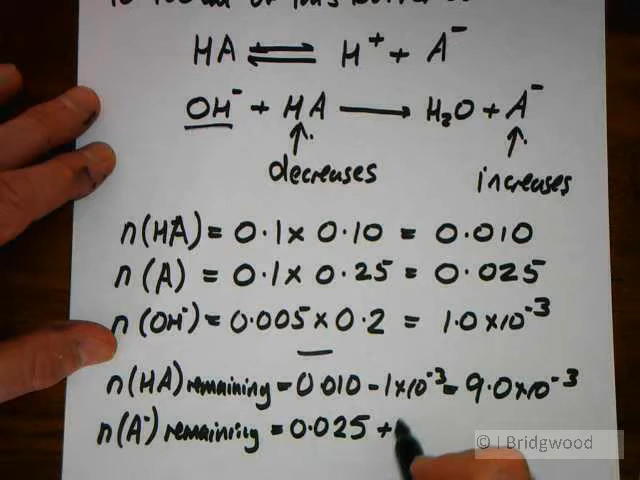 HA ⇌ H⁺ + A⁻
OH⁻ + HA → H₂O + A⁻
↑ ↑
decreases increases
n(HA) = 0.1 × 0.10 = 0.010
n(A) = 0.1 × 0.25 = 0.025
n(OH⁻) = 0.005 × 0.2 = 1.0 × 10⁻³
n(HA) remaining = 0.010 - 1 × 10⁻³ = 9.0 × 10⁻³
n(A⁻) remaining = 0.025 +
© I Bridgwood